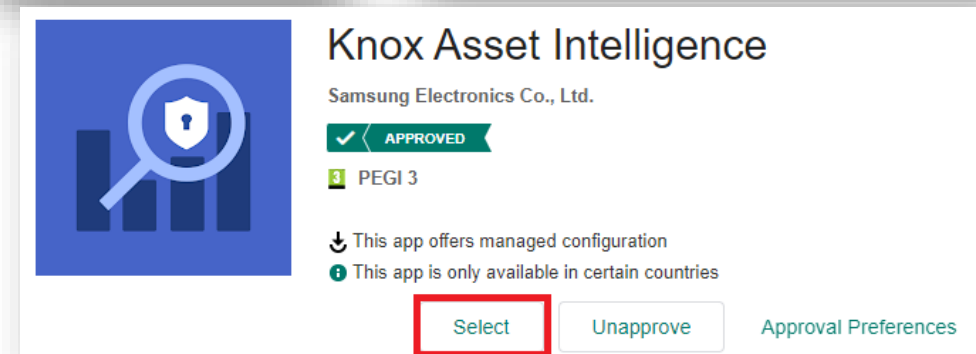 Knox Asset Intelligence
Samsung Electronics Co., Ltd.
APPROVED
3 PEGI 3
This app offers managed configuration
This app is only available in certain countries
Select Unapprove Approval Preferences